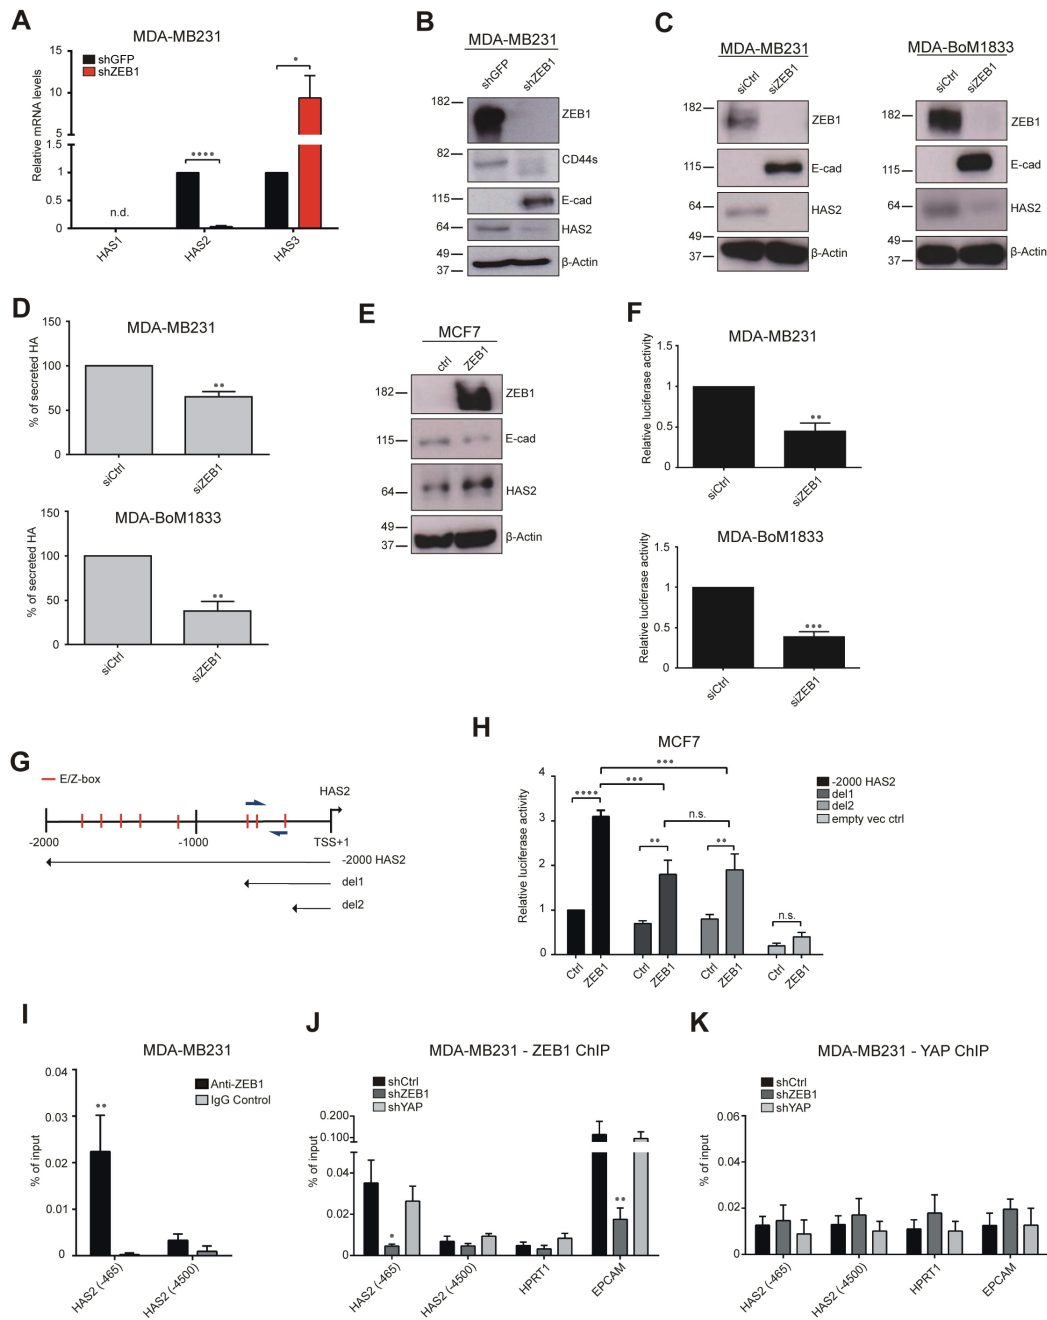 A
MDA-MB231
shGFP
shZEB1
Relative mRNA levels
15
10
5
1.5
1
0.5
0
n.d.
HAS1
HAS2
HAS3
B
MDA-MB231
shGFP
shZEB1
182
ZEB1
82
CD44s
115
E-cad
64
HAS2
49
37
β-Actin
C
MDA-MB231
siCtrl
siZEB1
182
ZEB1
115
E-cad
64
HAS2
49
37
β-Actin
MDA-BoM1833
siCtrl
siZEB1
182
ZEB1
115
E-cad
64
HAS2
49
37
β-Actin
D
MDA-MB231
% of secreted HA
150
100
50
0
siCtrl
siZEB1
MDA-BoM1833
% of secreted HA
150
100
50
0
siCtrl
siZEB1
E
MCF7
ctrl
ZEB1
182
ZEB1
115
E-cad
64
HAS2
49
37
β-Actin
F
MDA-MB231
Relative luciferase activity
1.5
1
0.5
0
siCtrl
siZEB1
MDA-BoM1833
Relative luciferase activity
1.5
1
0.5
0
siCtrl
siZEB1
G
E/Z-box
HAS2
-2000
-1000
TSS+1
-2000 HAS2
del1
del2
H
MCF7
Relative luciferase activity
4
3
2
1
0
n.s.
n.s.
Ctrl
ZEB1
Ctrl
ZEB1
Ctrl
ZEB1
Ctrl
ZEB1
-2000 HAS2
del1
del2
empty vec ctrl
I
MDA-MB231
% of input
0.04
0.03
0.02
0.01
0
Anti-ZEB1
IgG Control
HAS2 (-465)
HAS2 (-4500)
J
MDA-MB231 - ZEB1 ChIP
shCtrl
shZEB1
shYAP
% of input
0.200
0.100
0.04
0.02
0
HAS2 (-465)
HAS2 (-4500)
HPRT1
EPCAM
K
MDA-MB231 - YAP ChIP
shCtrl
shZEB1
shYAP
% of input
0.06
0.04
0.02
0
HAS2 (-465)
HAS2 (-4500)
HPRT1
EPCAM